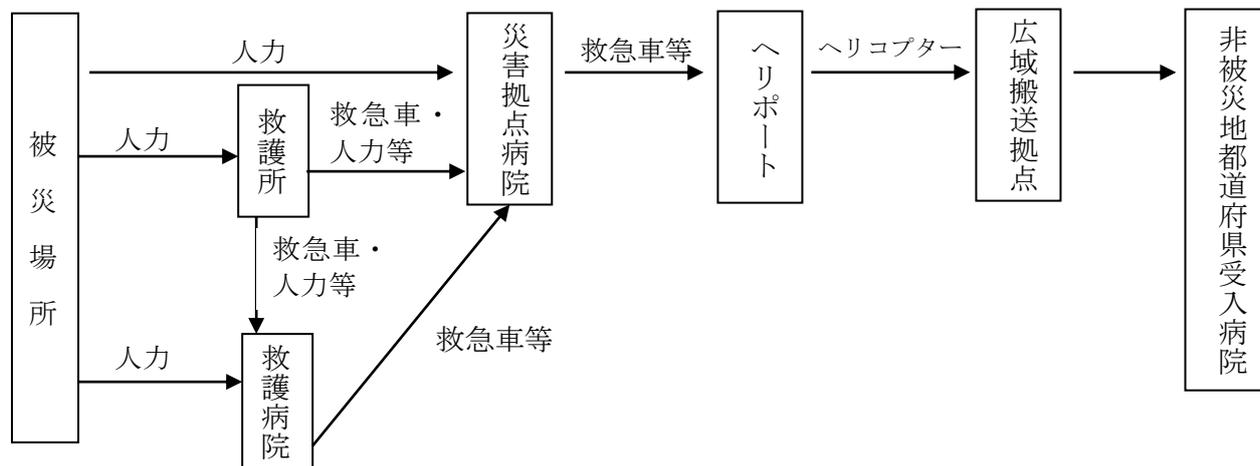 被災場所
人力
人力
人力
救護所
救急車・
人力等
救急車・
人力等
救護病院
救急車等
災害拠点病院
救急車等
ヘリポート
ヘリコプター
広域搬送拠点
非被災地都道府県受入病院